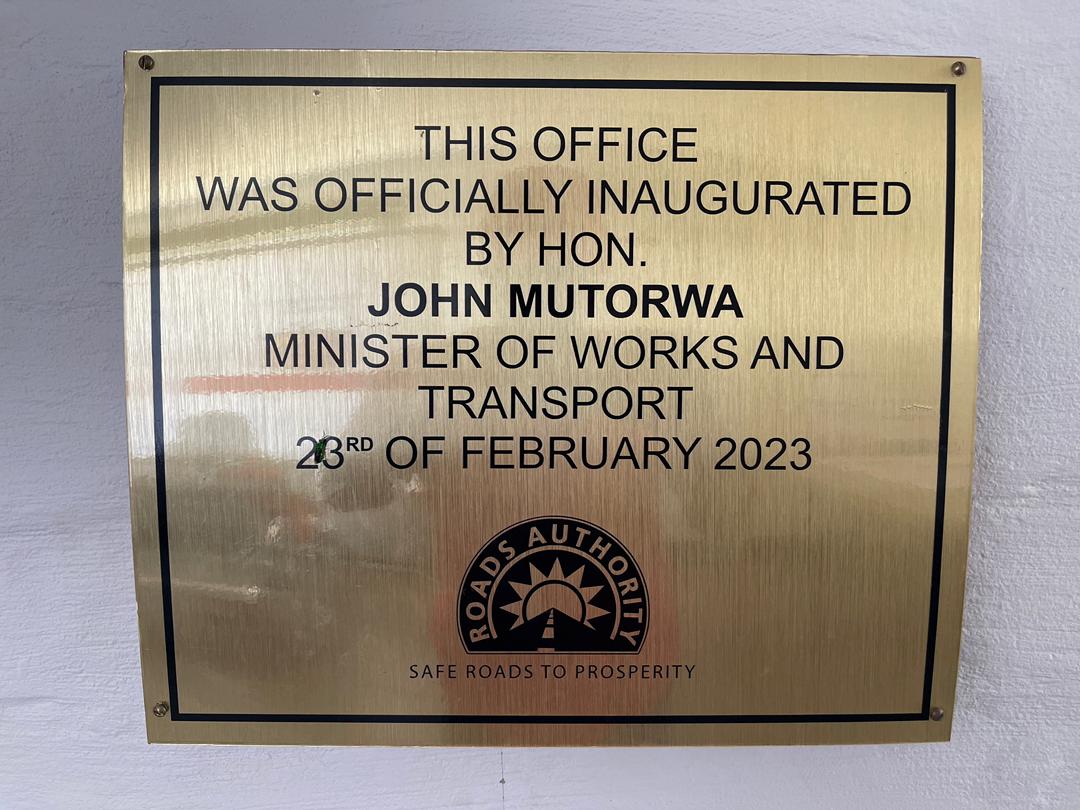 THIS OFFICE
WAS OFFICIALLY INAUGURATED
BY HON.
JOHN MUTORWA
MINISTER OF WORKS AND
TRANSPORT
23RD OF FEBRUARY 2023
ROADS AUTHORITY
SAFE ROADS TO PROSPERITY